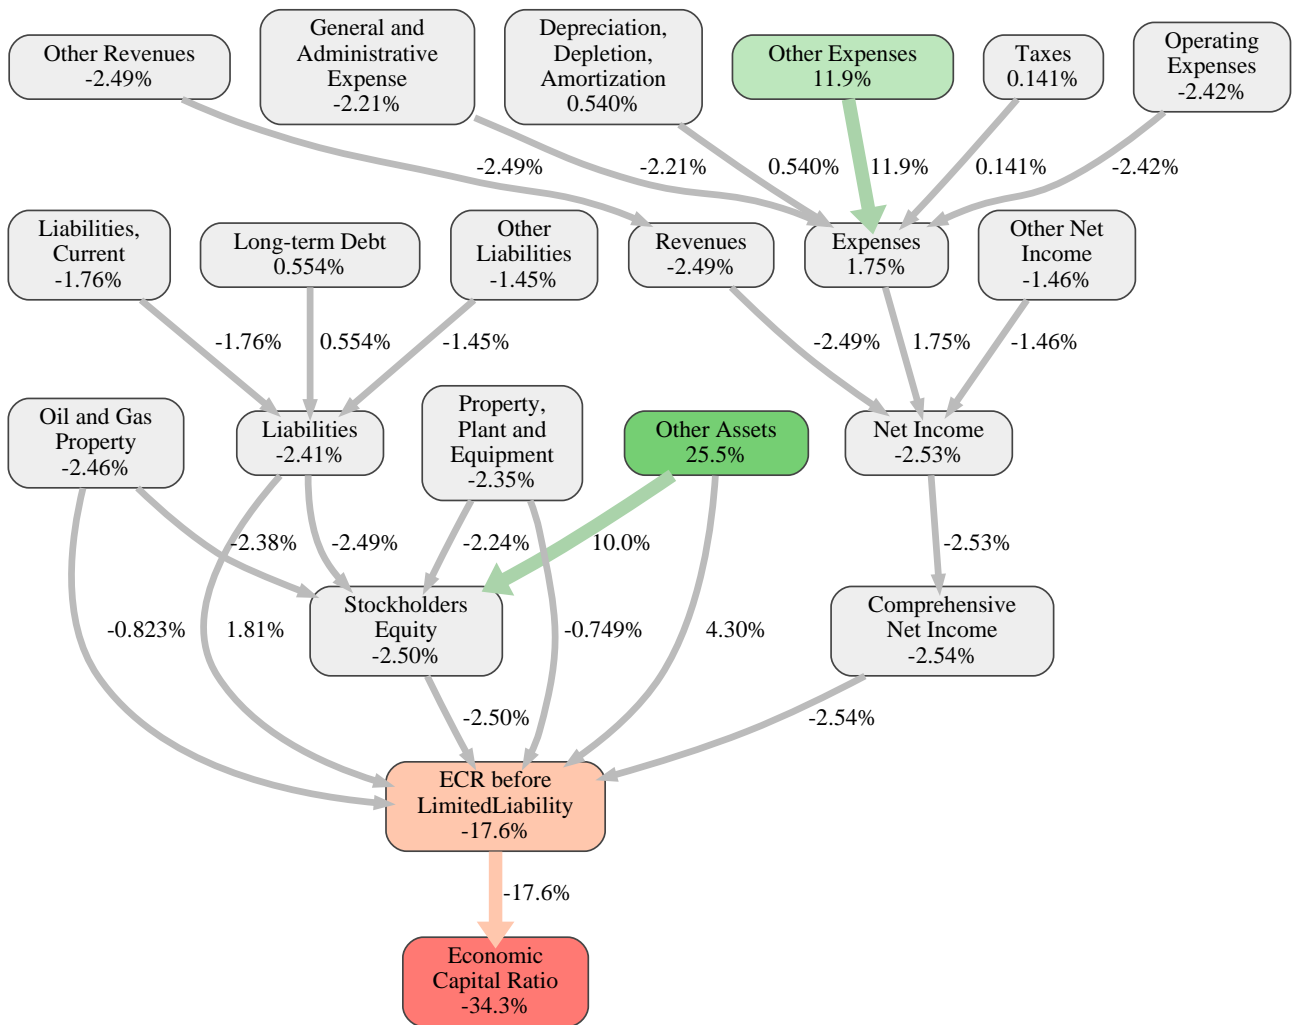 Other Revenues
-2.49%
General and
Administrative
Expense
-2.21%
Depreciation,
Depletion,
Amortization
0.540%
Other Expenses
11.9%
Taxes
0.141%
Operating
Expenses
-2.42%
-2.49%
-2.21%
0.540%
11.9%
0.141%
-2.42%
Liabilities,
Current
-1.76%
Long-term Debt
0.554%
Other
Liabilities
-1.45%
Revenues
-2.49%
Expenses
1.75%
Other Net
Income
-1.46%
-1.76%
0.554%
-1.45%
-2.49%
1.75%
-1.46%
Oil and Gas
Property
-2.46%
Liabilities
-2.41%
Property,
Plant and
Equipment
-2.35%
Other Assets
25.5%
Net Income
-2.53%
-2.38%
-2.49%
-2.24%
10.0%
-2.53%
-0.823%
1.81%
Stockholders
Equity
-2.50%
-0.749%
4.30%
Comprehensive
Net Income
-2.54%
-2.50%
-2.54%
ECR before
LimitedLiability
-17.6%
-17.6%
Economic
Capital Ratio
-34.3%